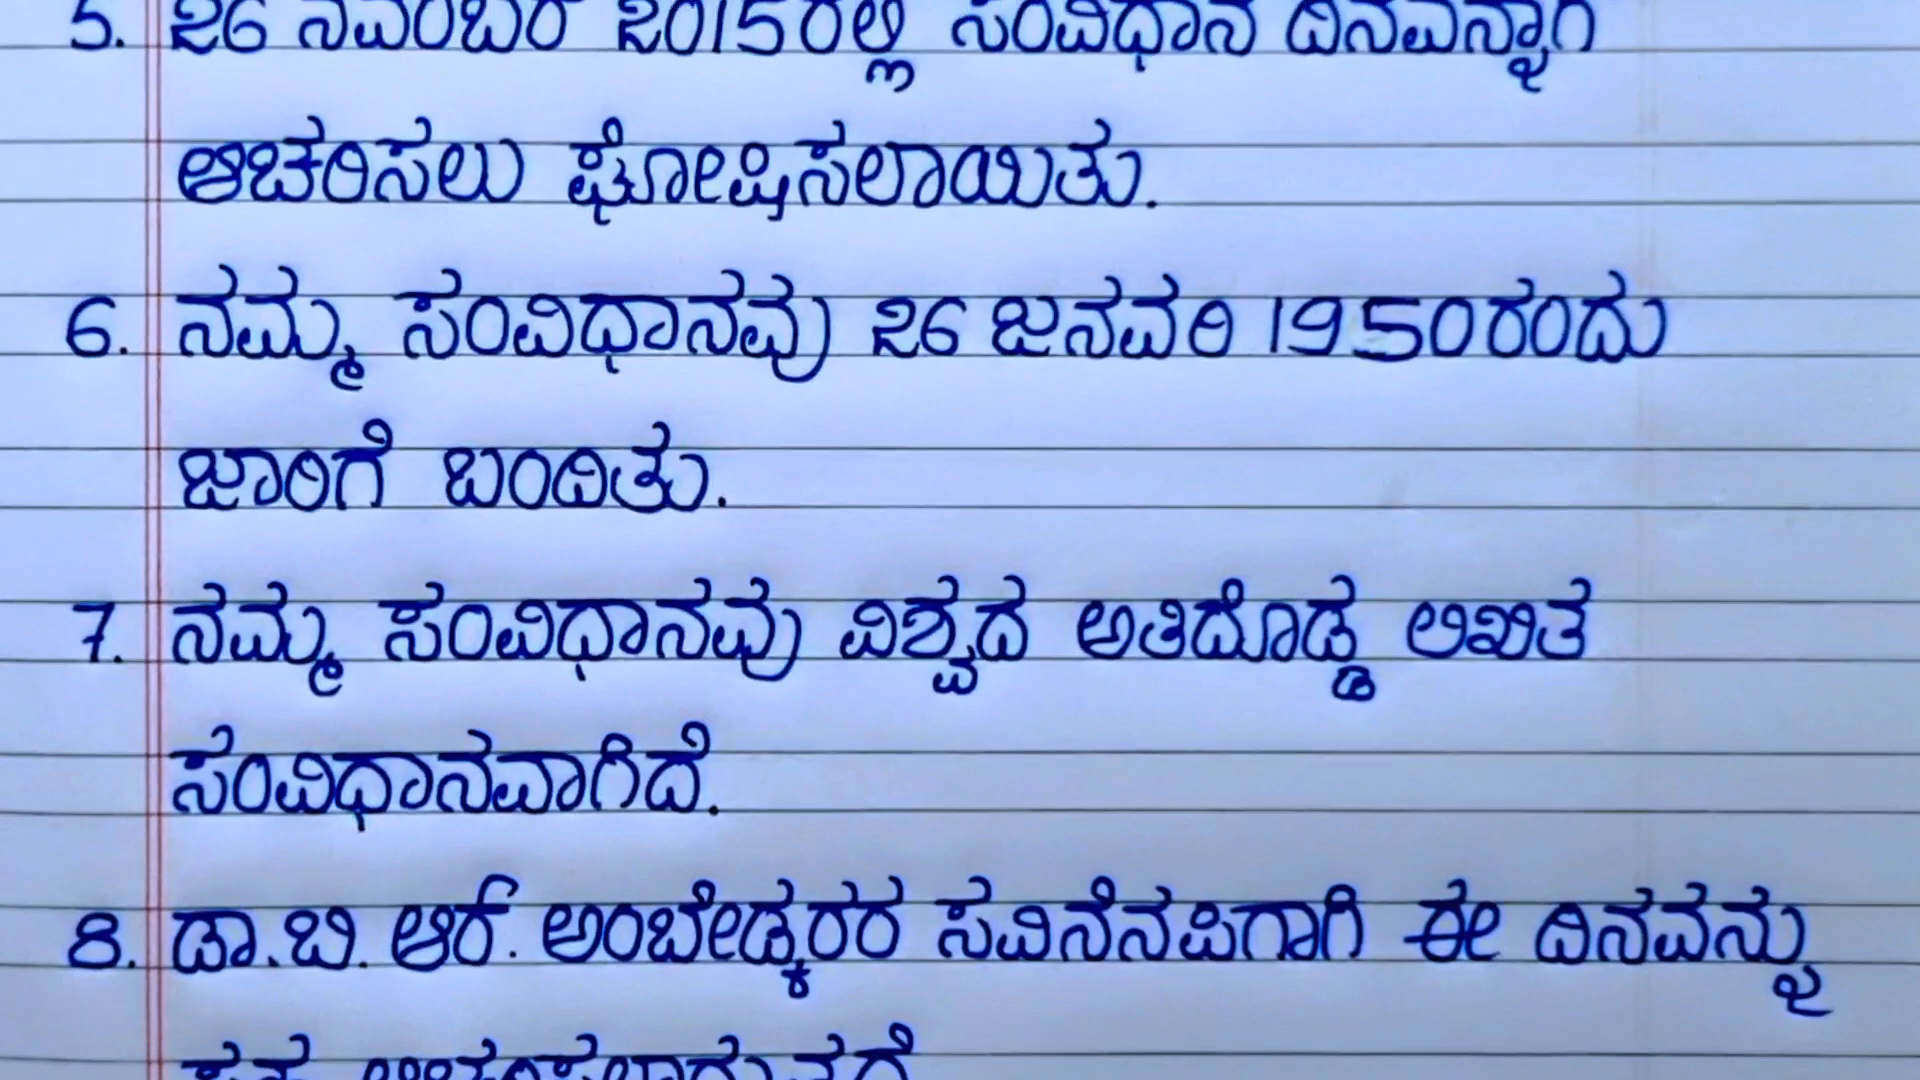 5. 26 ನವೆಂಬರ್ 2015ರಲ್ಲಿ ಸಂವಿಧಾನ ದಿನವನ್ನಾಗಿ
ಆಚರಿಸಲು ಘೋಷಿಸಲಾಯಿತು.
6. ನಮ್ಮ ಸಂವಿಧಾನವು 26 ಜನವರಿ 1950ರಂದು
ಜಾರಿಗೆ ಬಂದಿತು.
7. ನಮ್ಮ ಸಂವಿಧಾನವು ವಿಶ್ವದ ಅತಿದೊಡ್ಡ ಲಿಖಿತ
ಸಂವಿಧಾನವಾಗಿದೆ.
8. ಡಾ.ಬಿ. ಆರ್. ಅಂಬೇಡ್ಕರರ ಸವಿನೆನಪಿಗಾಗಿ ಈ ದಿನವನ್ನು